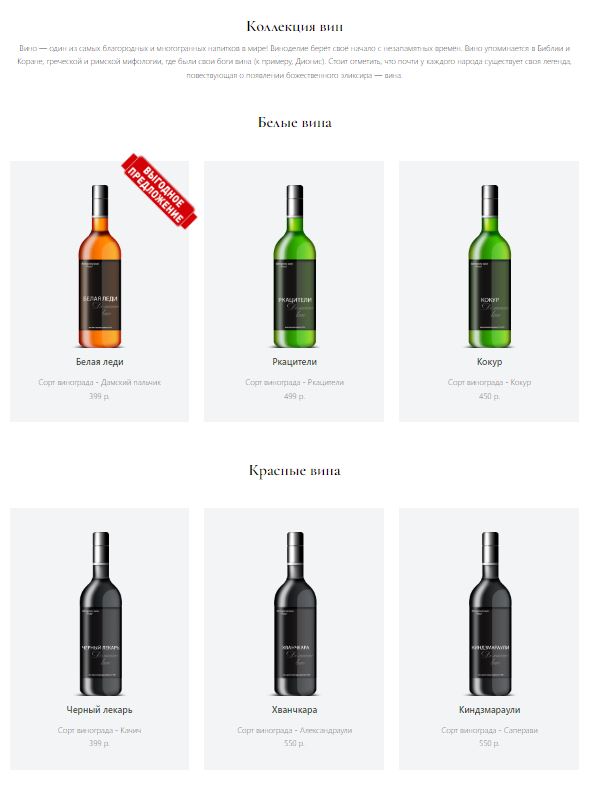 Коллекция вин
Вино — один из самых благородных и многогранных напитков в мире! Виноделие берёт своё начало с незапамятных времён. Вино упоминается в Библии и
Коране, греческой и римской мифологии, где были свои боги вина (к примеру, Дионис). Стоит отметить, что почти у каждого народа существует своя легенда,
повествующая о появлении божественного эликсира — вина.
Белые вина
ВЫГОДНОЕ
ПРЕДЛОЖЕНИЕ
БЕЛАЯ ЛЕДИ
РКАЦИТЕЛИ
КОКУР
Белая леди
Ркацители
Кокур
Сорт винограда - Дамский пальчик
Сорт винограда - Ркацители
Сорт винограда - Кокур
399 р.
499 р.
450 р.
Красные вина
ЧЕРНЫЙ ЛЕКАРЬ
ХВАНЧКАРА
КИНДЗМАРАУЛИ
Черный лекарь
Хванчкара
Киндзмараули
Сорт винограда - Качич
Сорт винограда - Александраули
Сорт винограда - Саперави
399 р.
550 р.
550 р.